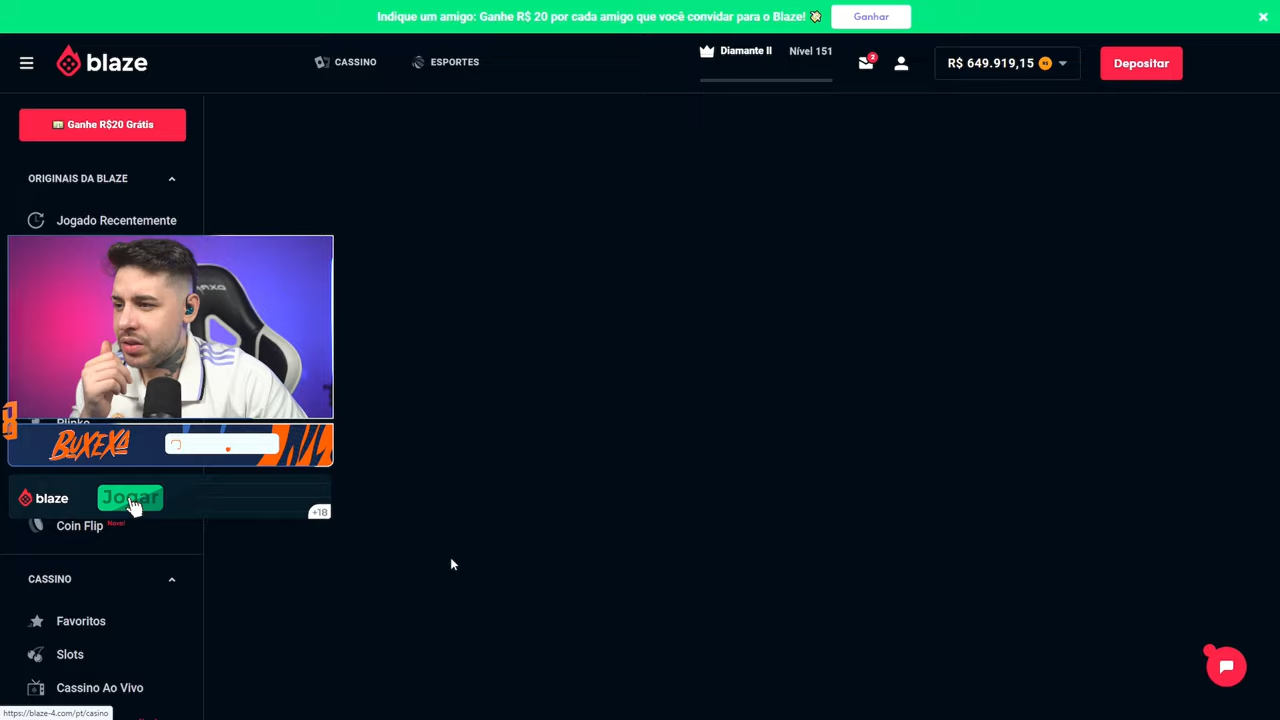 Indique um amigo: Ganhe R$ 20 por cada amigo que você convidar para o Blaze!
Ganhar
blaze
CASSINO
ESPORTES
Diamante II
Nível 151
2
R$ 649.919,15
R$
Depositar
Ganhe R$20 Grátis
ORIGINAIS DA BLAZE
Jogado Recentemente
BUXEXA
blaze
Jogar
+18
Coin Flip
Novo!
CASSINO
Favoritos
Slots
Cassino Ao Vivo
https://blaze-4.com/pt/casino